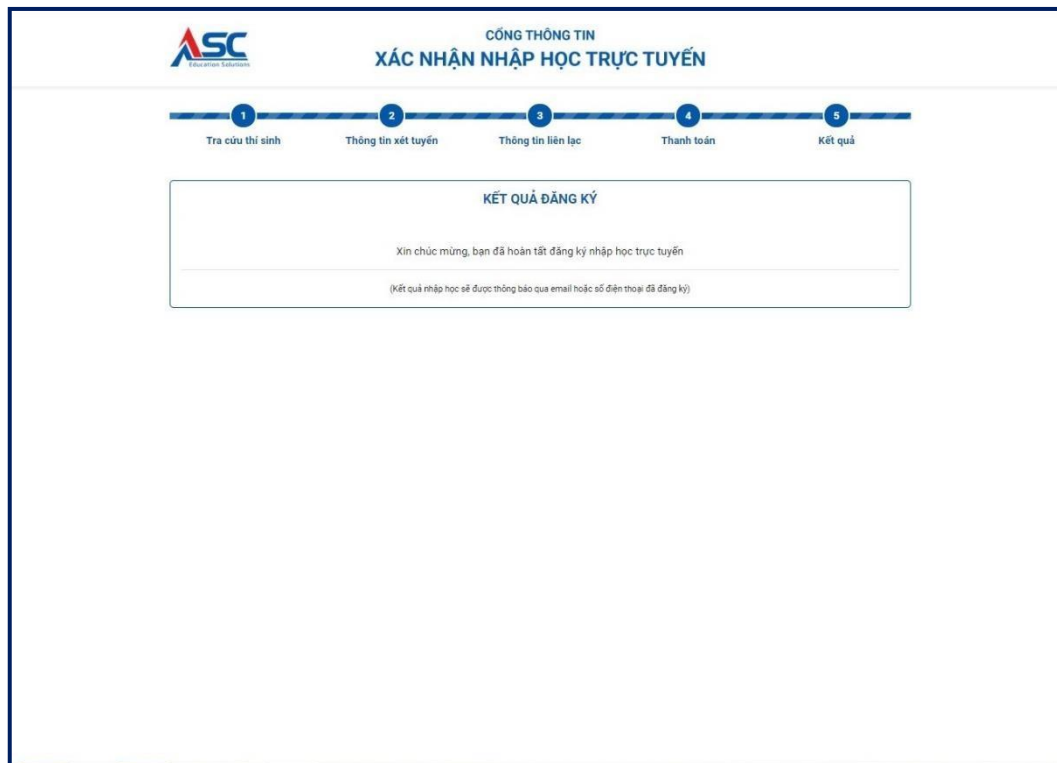 ASC
Education Solutions
CỔNG THÔNG TIN
XÁC NHẬN NHẬP HỌC TRỰC TUYẾN
1
2
3
4
5
Tra cứu thí sinh
Thông tin xét tuyển
Thông tin liên lạc
Thanh toán
Kết quả
KẾT QUẢ ĐĂNG KÝ
Xin chúc mừng, bạn đã hoàn tất đăng ký nhập học trực tuyến
(Kết quả nhập học sẽ được thông báo qua email hoặc số điện thoại đã đăng ký)